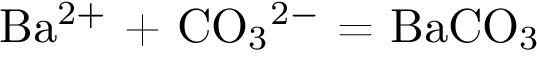 Ba²⁺ + CO₃²⁻ = BaCO₃